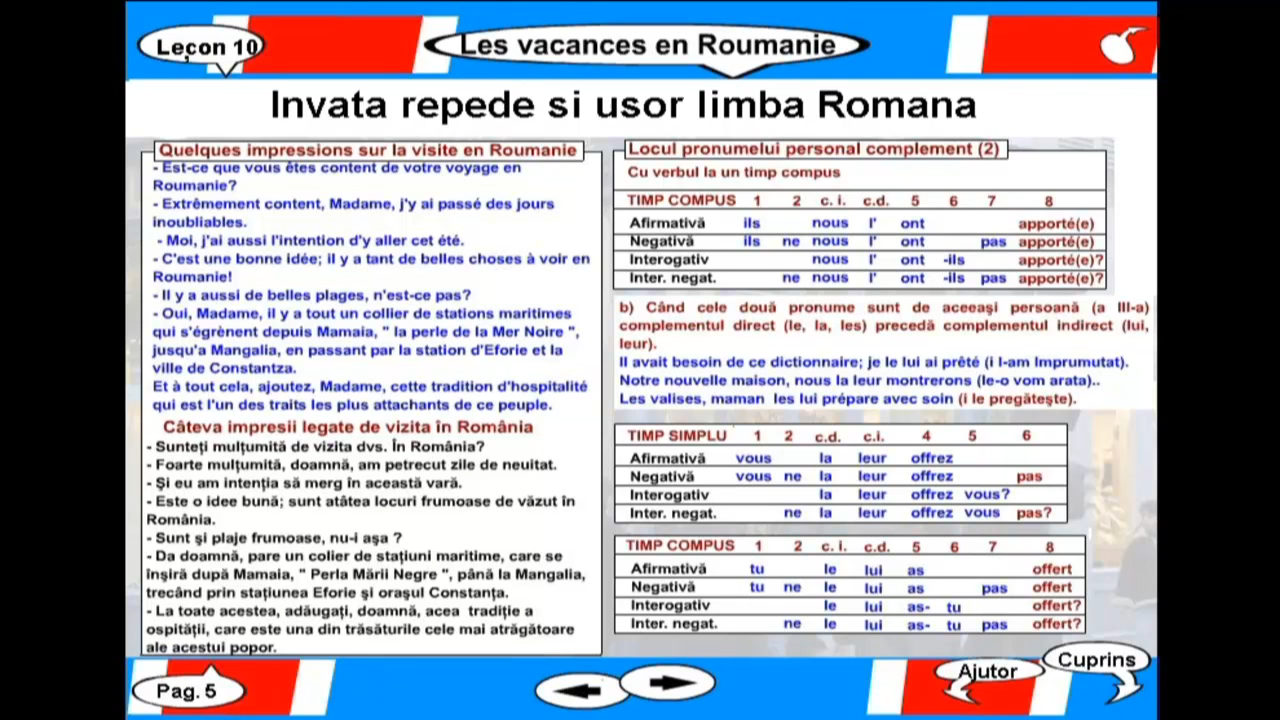 Leçon 10
Les vacances en Roumanie
Invata repede si usor limba Romana
Quelques impressions sur la visite en Roumanie
- Est-ce que vous êtes content de votre voyage en
Roumanie?
- Extrêmement content, Madame, j'y ai passé des jours
inoubliables.
- Moi, j'ai aussi l'intention d'y aller cet été.
- C'est une bonne idée; il y a tant de belles choses à voir en
Roumanie!
- Il y a aussi de belles plages, n'est-ce pas?
- Oui, Madame, il y a tout un collier de stations maritimes
qui s'égrènent depuis Mamaia, " la perle de la Mer Noire ",
jusqu'a Mangalia, en passant par la station d'Eforie et la
ville de Constantza.
Et à tout cela, ajoutez, Madame, cette tradition d'hospitalité
qui est l'un des traits les plus attachants de ce peuple.
Câteva impresii legate de vizita în România
- Sunteţi mulţumită de vizita dvs. În România?
- Foarte mulţumită, doamnă, am petrecut zile de neuitat.
- Şi eu am intenţia să merg în această vară.
- Este o idee bună; sunt atâtea locuri frumoase de văzut în
România.
- Sunt şi plaje frumoase, nu-i aşa ?
- Da doamnă, pare un colier de staţiuni maritime, care se
înşiră după Mamaia, " Perla Mării Negre ", până la Mangalia,
trecând prin staţiunea Eforie şi oraşul Constanţa.
- La toate acestea, adăugaţi, doamnă, acea tradiţie a
ospităţii, care este una din trăsăturile cele mai atrăgătoare
ale acestui popor.
Locul pronumelui personal complement (2)
Cu verbul la un timp compus
TIMP COMPUS 1 2 c. i. c.d. 5 6 7 8
Afirmativă ils nous l' ont apporté(e)
Negativă ils ne nous l' ont pas apporté(e)
Interogativ nous l' ont -ils apporté(e)?
Inter. negat. ne nous l' ont -ils pas apporté(e)?
b) Când cele două pronume sunt de aceeaşi persoană (a III-a)
complementul direct (le, la, les) precedă complementul indirect (lui,
leur).
Il avait besoin de ce dictionnaire; je le lui ai prêté (i l-am Imprumutat).
Notre nouvelle maison, nous la leur montrerons (le-o vom arata)..
Les valises, maman les lui prépare avec soin (i le pregăteşte).
TIMP SIMPLU 1 2 c.d. c.i. 4 5 6
Afirmativă vous la leur offrez
Negativă vous ne la leur offrez pas
Interogativ la leur offrez vous?
Inter. negat. ne la leur offrez vous pas?
TIMP COMPUS 1 2 c. i. c.d. 5 6 7 8
Afirmativă tu le lui as offert
Negativă tu ne le lui as pas offert
Interogativ le lui as- tu offert?
Inter. negat. ne le lui as- tu pas offert?
Pag. 5
Ajutor
Cuprins